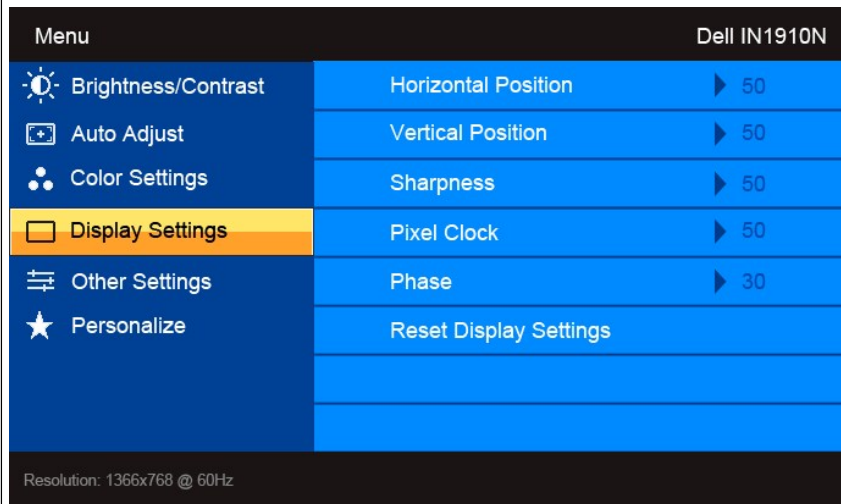 Menu Dell IN1910N
Brightness/Contrast Horizontal Position 50
Auto Adjust Vertical Position 50
Color Settings Sharpness 50
Display Settings Pixel Clock 50
Other Settings Phase 30
Personalize Reset Display Settings
Resolution: 1366x768 @ 60Hz